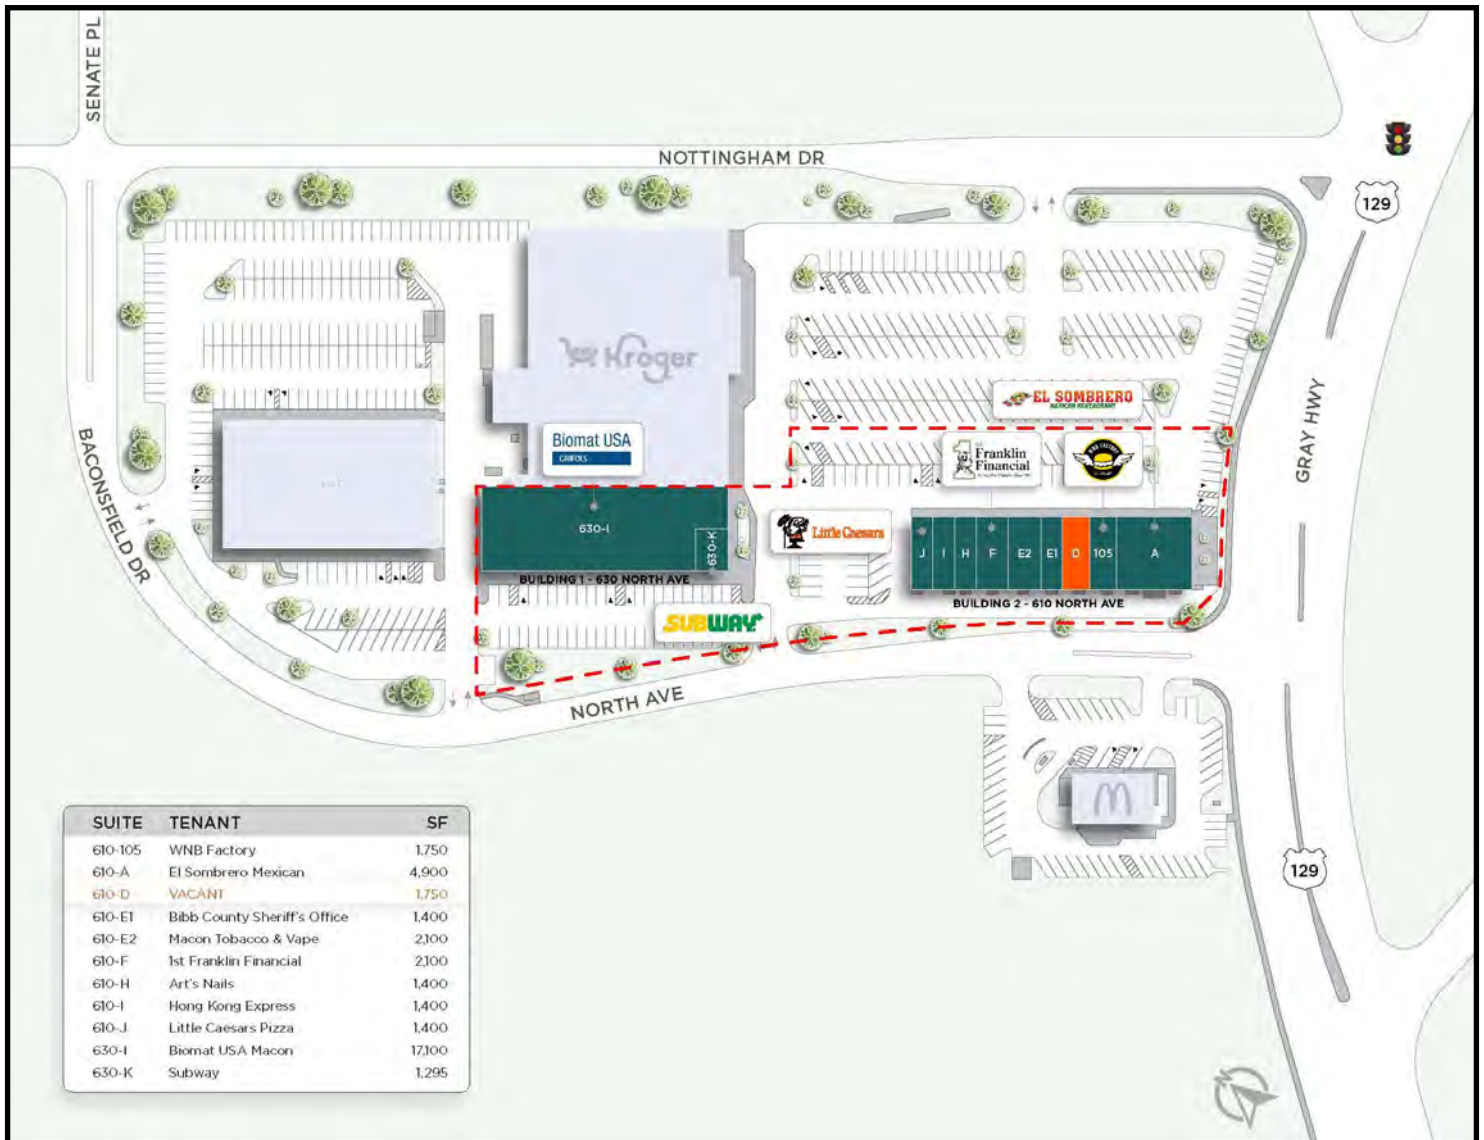 SENATE PL
NOTTINGHAM DR
129
Kroger
EL SOMBRERO
MEXICAN RESTAURANT
Biomat USA
GRIFOLS
1
Franklin
Financial
GRAY HWY
BACONSFIELD DR
Little Caesars
630-I
630-K
J I H F E2 E1 D 105 A
BUILDING 1 - 630 NORTH AVE
BUILDING 2 - 610 NORTH AVE
SUBWAY
NORTH AVE
129
SUITE TENANT SF
610-105 WNB Factory 1,750
610-A El Sombrero Mexican 4,900
610-D VACANT 1,750
610-E1 Bibb County Sheriff's Office 1,400
610-E2 Macon Tobacco & Vape 2,100
610-F 1st Franklin Financial 2,100
610-H Art's Nails 1,400
610-I Hong Kong Express 1,400
610-J Little Caesars Pizza 1,400
630-I Biomat USA Macon 17,100
630-K Subway 1,295